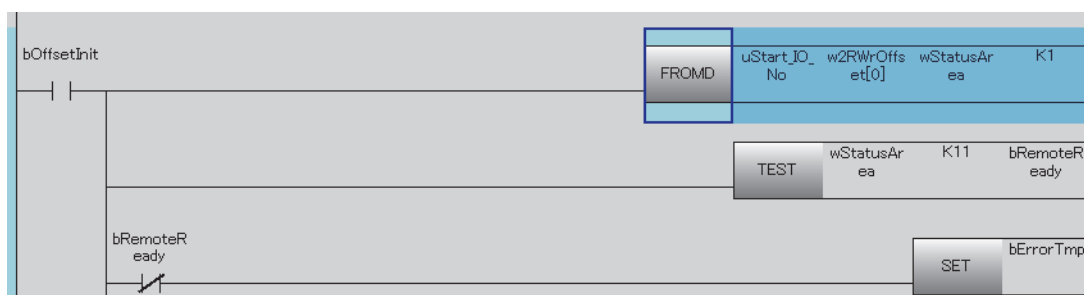 bOffsetInit
FROMD
uStart_IO_
No
w2RWrOffs
et[0]
wStatusAr
ea
K1
TEST
wStatusAr
ea
K11
bRemoteR
eady
bRemoteR
eady
SET
bErrorTmp